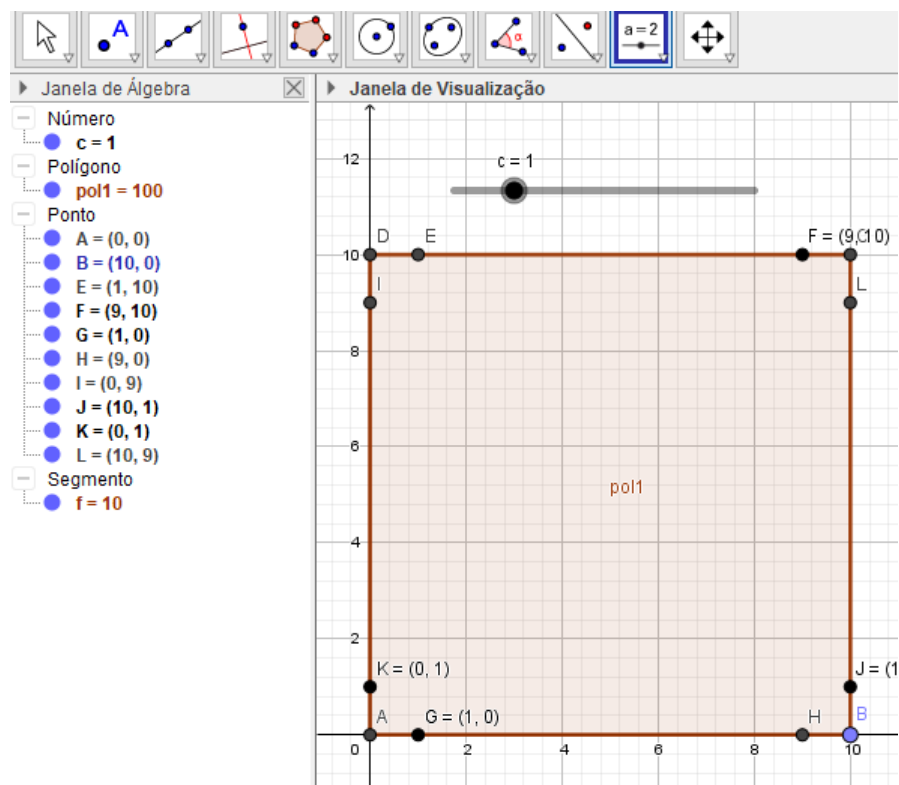 A
α
a=2
Janela de Álgebra
Janela de Visualização
Número
c = 1
Polígono
pol1 = 100
Ponto
A = (0, 0)
B = (10, 0)
E = (1, 10)
F = (9, 10)
G = (1, 0)
H = (9, 0)
I = (0, 9)
J = (10, 1)
K = (0, 1)
L = (10, 9)
Segmento
f = 10
12
c = 1
D
E
F = (9, 10)
C
10
I
L
8
6
pol1
4
2
K = (0, 1)
J = (1
A
G = (1, 0)
H
B
0
2
4
6
8
10